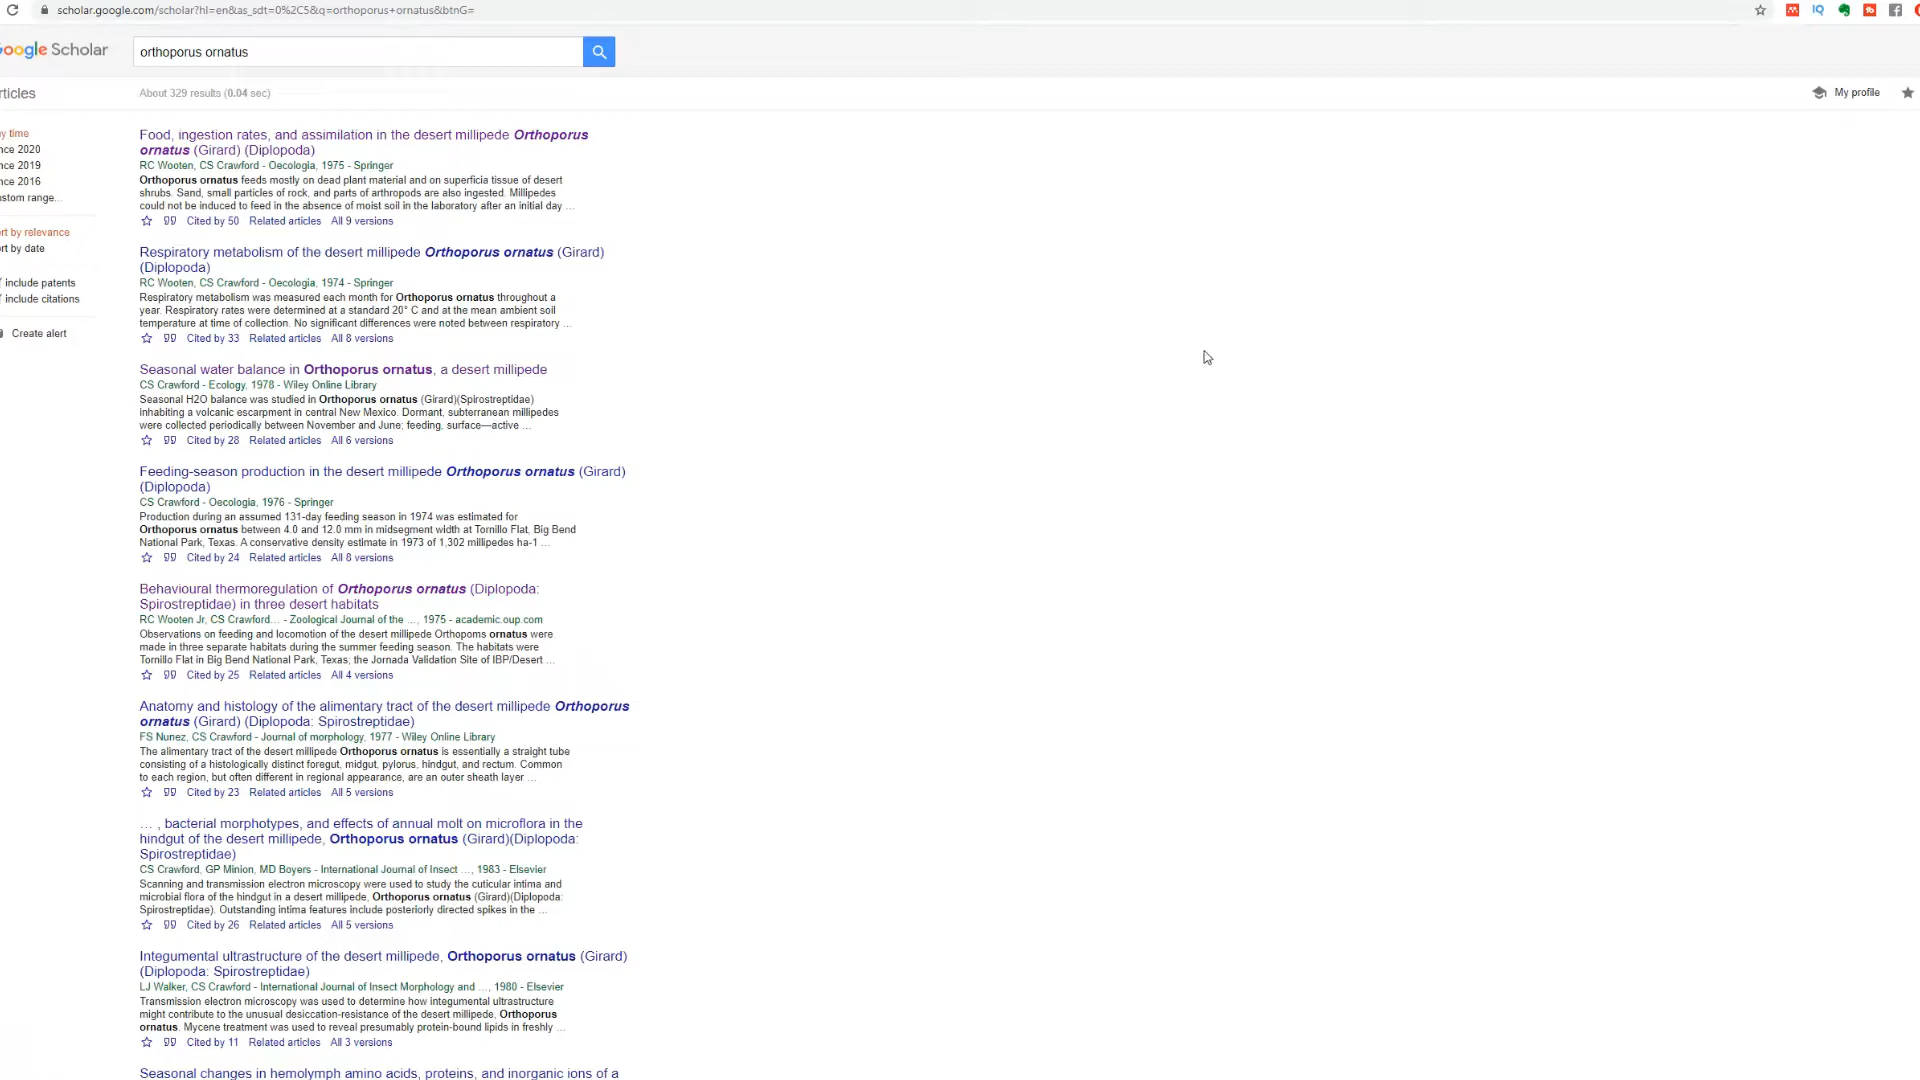 scholar.google.com/scholar?hl=en&as_sdt=0%2C5&q=orthoporus+ornatus&btnG=
oogle Scholar
orthoporus ornatus
rticles
About 329 results (0.04 sec)
My profile
y time
nce 2020
nce 2019
nce 2016
stom range...
rt by relevance
rt by date
include patents
include citations
Create alert
Food, ingestion rates, and assimilation in the desert millipede Orthoporus
ornatus (Girard) (Diplopoda)
RC Wooten, CS Crawford - Oecologia, 1975 - Springer
Orthoporus ornatus feeds mostly on dead plant material and on superficia tissue of desert
shrubs. Sand, small particles of rock, and parts of arthropods are also ingested. Millipedes
could not be induced to feed in the absence of moist soil in the laboratory after an initial day ...
Cited by 50 Related articles All 9 versions
Respiratory metabolism of the desert millipede Orthoporus ornatus (Girard)
(Diplopoda)
RC Wooten, CS Crawford - Oecologia, 1974 - Springer
Respiratory metabolism was measured each month for Orthoporus ornatus throughout a
year. Respiratory rates were determined at a standard 20° C and at the mean ambient soil
temperature at time of collection. No significant differences were noted between respiratory ...
Cited by 33 Related articles All 8 versions
Seasonal water balance in Orthoporus ornatus, a desert millipede
CS Crawford - Ecology, 1978 - Wiley Online Library
Seasonal H2O balance was studied in Orthoporus ornatus (Girard)(Spirostreptidae)
inhabiting a volcanic escarpment in central New Mexico. Dormant, subterranean millipedes
were collected periodically between November and June; feeding, surface—active ...
Cited by 28 Related articles All 6 versions
Feeding-season production in the desert millipede Orthoporus ornatus (Girard)
(Diplopoda)
CS Crawford - Oecologia, 1976 - Springer
Production during an assumed 131-day feeding season in 1974 was estimated for
Orthoporus ornatus between 4.0 and 12.0 mm in midsegment width at Tornillo Flat, Big Bend
National Park, Texas. A conservative density estimate in 1973 of 1,302 millipedes ha-1 ...
Cited by 24 Related articles All 8 versions
Behavioural thermoregulation of Orthoporus ornatus (Diplopoda:
Spirostreptidae) in three desert habitats
RC Wooten Jr, CS Crawford... - Zoological Journal of the ..., 1975 - academic.oup.com
Observations on feeding and locomotion of the desert millipede Orthopoms ornatus were
made in three separate habitats during the summer feeding season. The habitats were
Tornillo Flat in Big Bend National Park, Texas; the Jornada Validation Site of IBP/Desert ...
Cited by 25 Related articles All 4 versions
Anatomy and histology of the alimentary tract of the desert millipede Orthoporus
ornatus (Girard) (Diplopoda: Spirostreptidae)
FS Nunez, CS Crawford - Journal of morphology, 1977 - Wiley Online Library
The alimentary tract of the desert millipede Orthoporus ornatus is essentially a straight tube
consisting of a histologically distinct foregut, midgut, pylorus, hindgut, and rectum. Common
to each region, but often different in regional appearance, are an outer sheath layer ...
Cited by 23 Related articles All 5 versions
... , bacterial morphotypes, and effects of annual molt on microflora in the
hindgut of the desert millipede, Orthoporus ornatus (Girard)(Diplopoda:
Spirostreptidae)
CS Crawford, GP Minion, MD Boyers - International Journal of Insect ..., 1983 - Elsevier
Scanning and transmission electron microscopy were used to study the cuticular intima and
microbial flora of the hindgut in a desert millipede, Orthoporus ornatus (Girard)(Diplopoda:
Spirostreptidae). Outstanding intima features include posteriorly directed spikes in the ...
Cited by 26 Related articles All 5 versions
Integumental ultrastructure of the desert millipede, Orthoporus ornatus (Girard)
(Diplopoda: Spirostreptidae)
LJ Walker, CS Crawford - International Journal of Insect Morphology and ..., 1980 - Elsevier
Transmission electron microscopy was used to determine how integumental ultrastructure
might contribute to the unusual desiccation-resistance of the desert millipede, Orthoporus
ornatus. Mycene treatment was used to reveal presumably protein-bound lipids in freshly ...
Cited by 11 Related articles All 3 versions
Seasonal changes in hemolymph amino acids, proteins, and inorganic ions of a